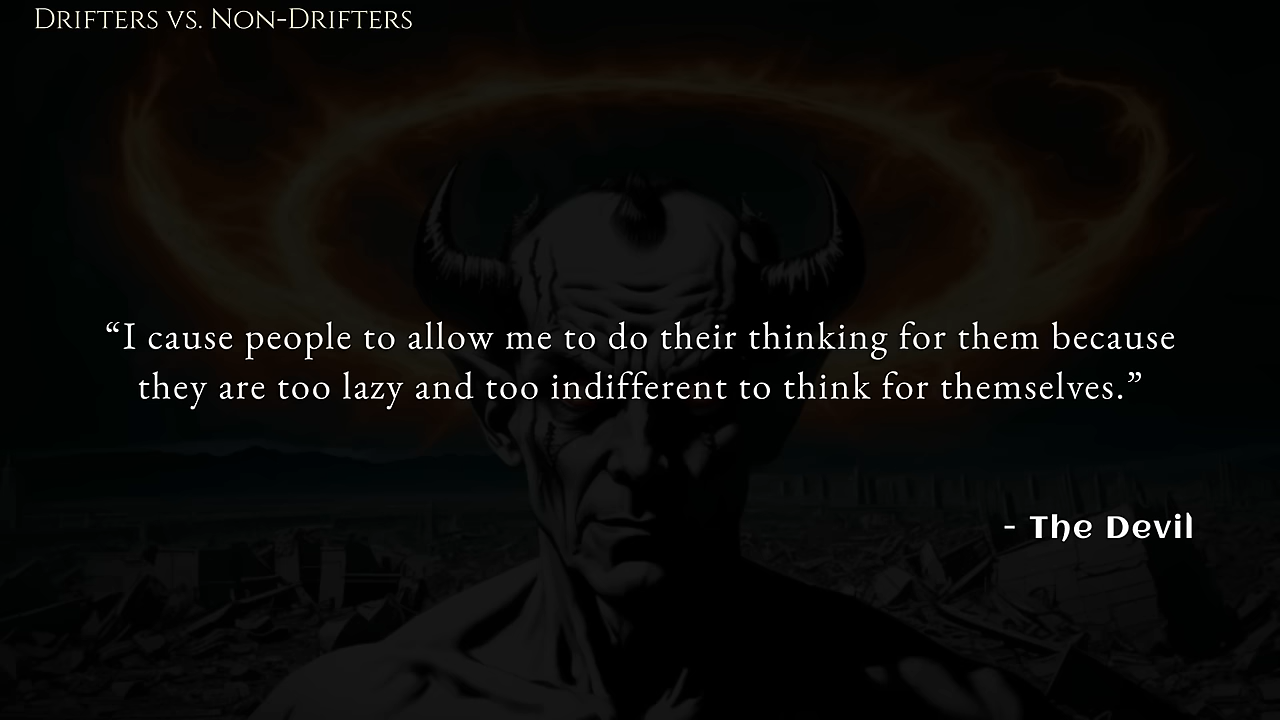 Drifters vs. Non-Drifters
“I cause people to allow me to do their thinking for them because
they are too lazy and too indifferent to think for themselves.”
- The Devil